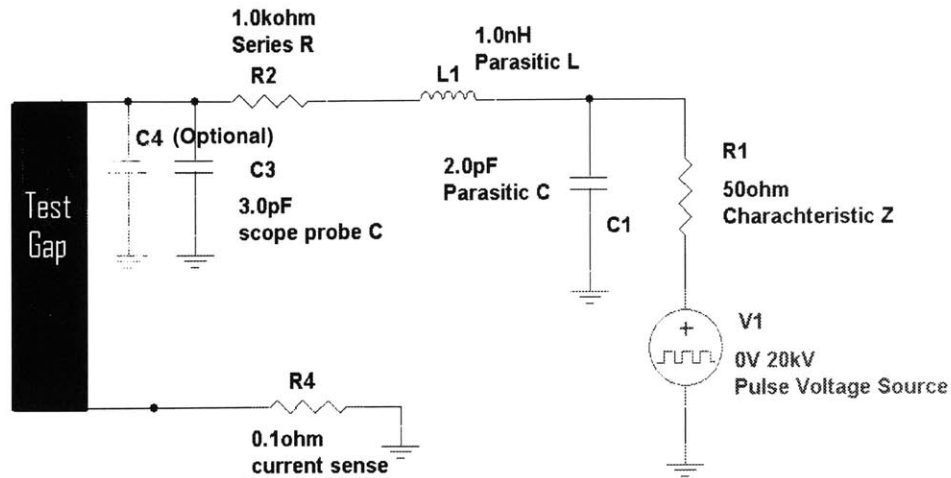 1.0kohm
Series R
R2
1.0nH
Parasitic L
L1
C4 (Optional)
C3
3.0pF
scope probe C
Test
Gap
2.0pF
Parasitic C
C1
R1
50ohm
Charachteristic Z
+
V1
0V 20kV
Pulse Voltage Source
R4
0.1ohm
current sense